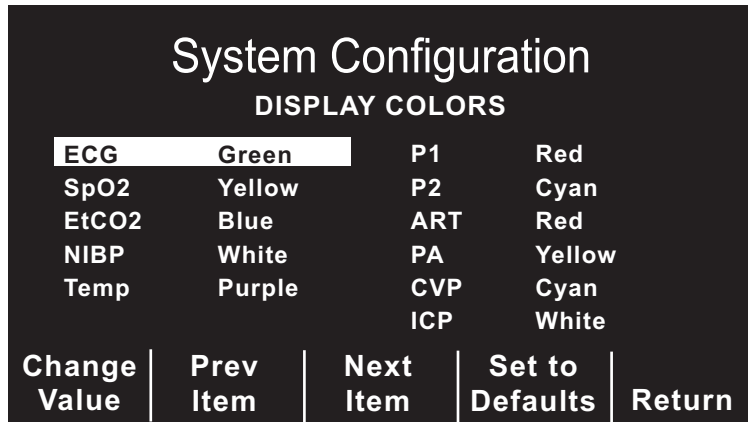 System Configuration
DISPLAY COLORS
ECG Green P1 Red
SpO2 Yellow P2 Cyan
EtCO2 Blue ART Red
NIBP White PA Yellow
Temp Purple CVP Cyan
ICP White
Change Value Prev Item Next Item Set to Defaults Return